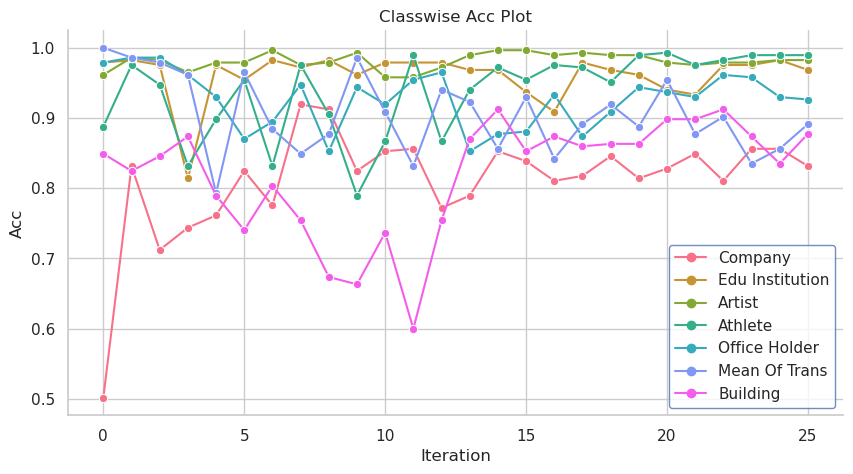 Classwise Acc Plot
1.0
0.9
0.8
0.7
0.6
0.5
Acc
0
5
10
15
20
25
Iteration
Company
Edu Institution
Artist
Athlete
Office Holder
Mean Of Trans
Building